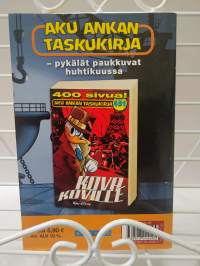 AKU ANKAN
TASKUKIRJA
– pykälät paukkuvat
huhtikuussa
400 sivua!
AKU ANKAN TASKUKIRJA
KOVA
KOVILLE